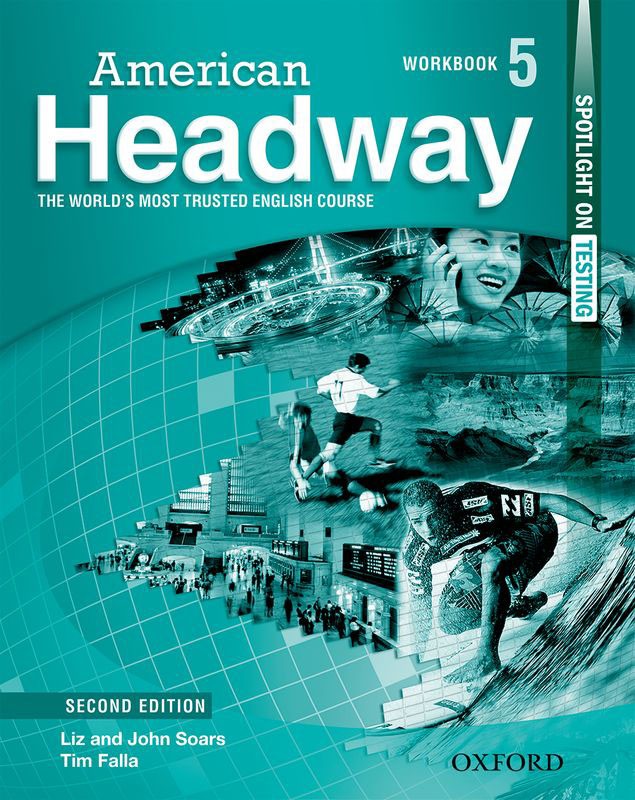 American
WORKBOOK 5
Headway
THE WORLD'S MOST TRUSTED ENGLISH COURSE
SPOTLIGHT ON TESTING
11
SECOND EDITION
Liz and John Soars
Tim Falla
OXFORD